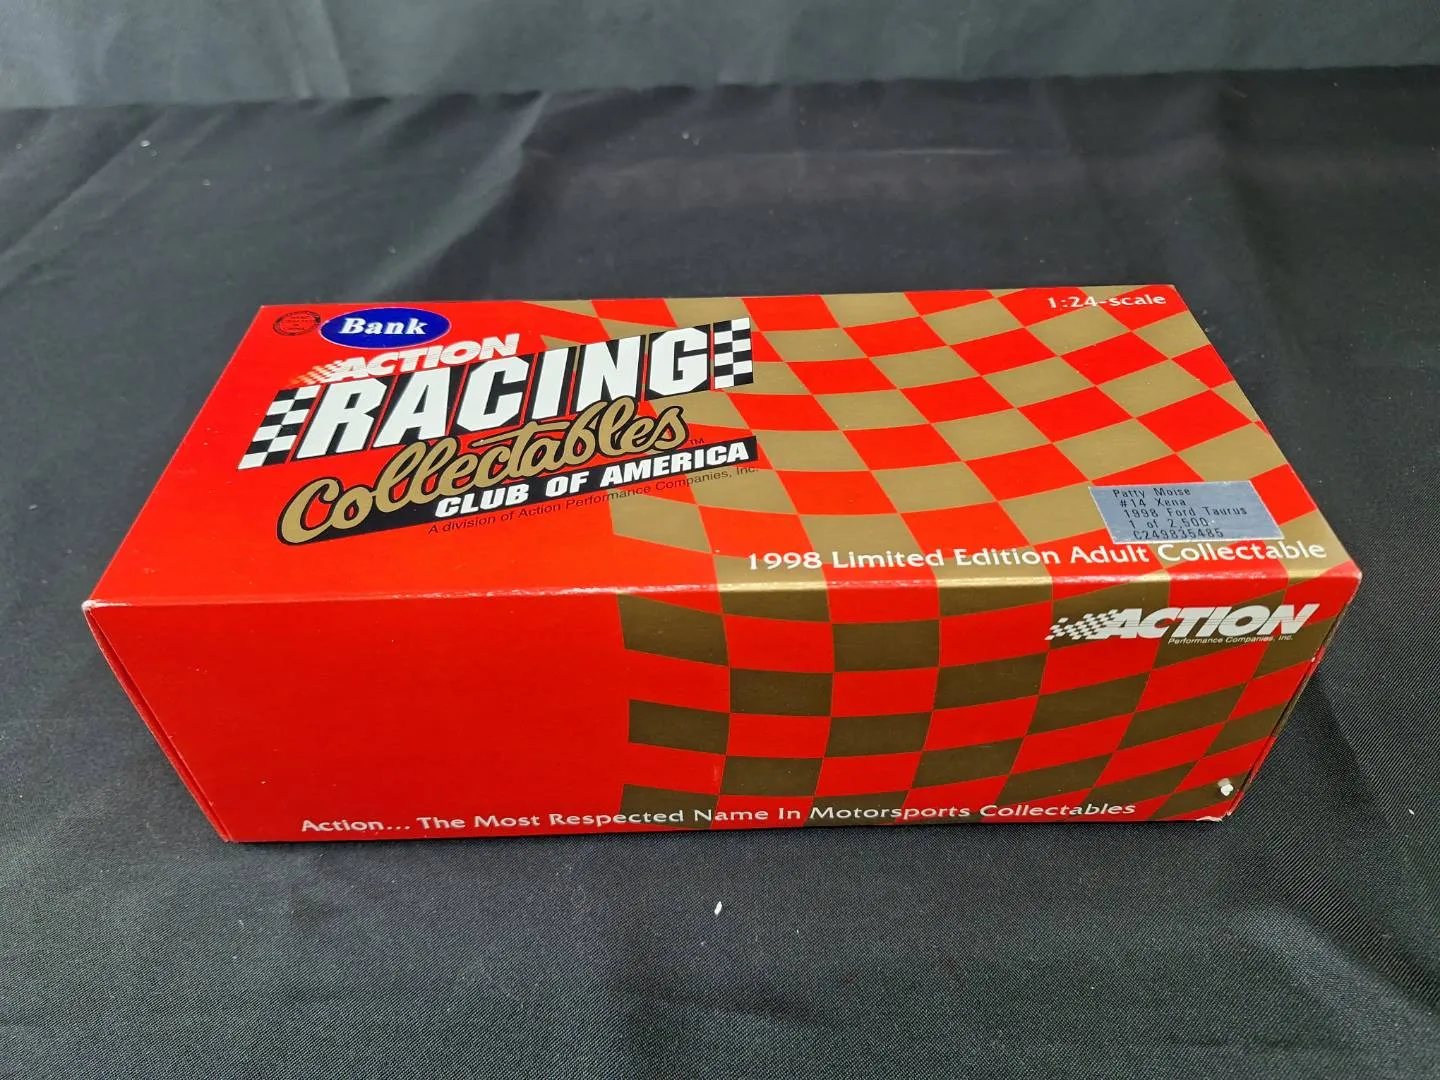 1:24-scale
Bank
ACTION
RACING
Collectables™
CLUB OF AMERICA
A division of Action Performance Companies, Inc.
Patty Moise
#14 Xena
1998 Ford Taurus
1 of 2,500
C249835485
1998 Limited Edition Adult Collectable
ACTION
Performance Companies, Inc.
Action... The Most Respected Name In Motorsports Collectables